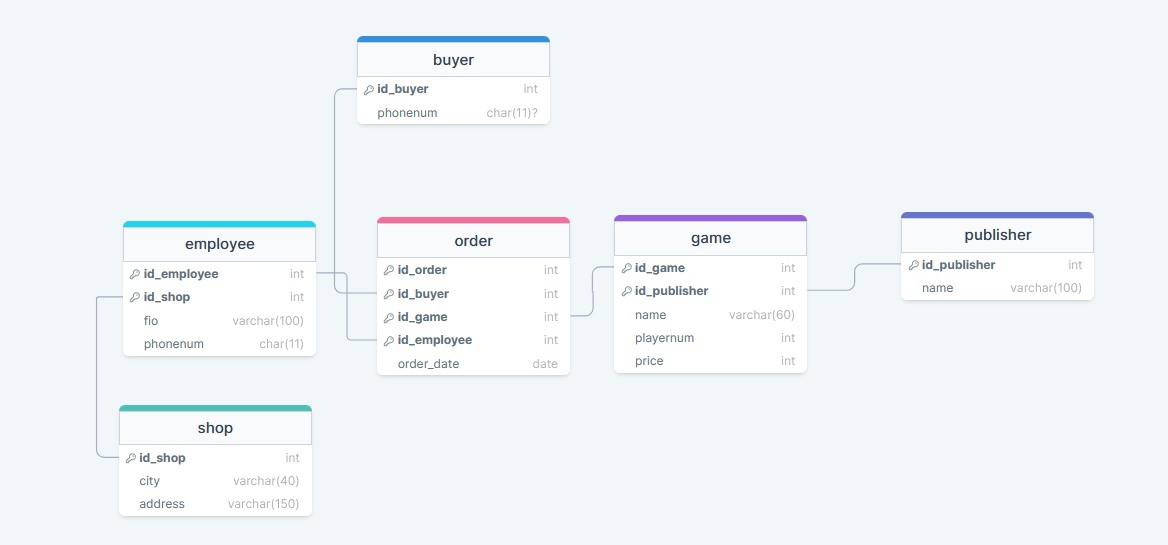 buyer
id_buyer int
phonenum char(11)?
employee
id_employee int
id_shop int
fio varchar(100)
phonenum char(11)
order
id_order int
id_buyer int
id_game int
id_employee int
order_date date
game
id_game int
id_publisher int
name varchar(60)
playernum int
price int
publisher
id_publisher int
name varchar(100)
shop
id_shop int
city varchar(40)
address varchar(150)